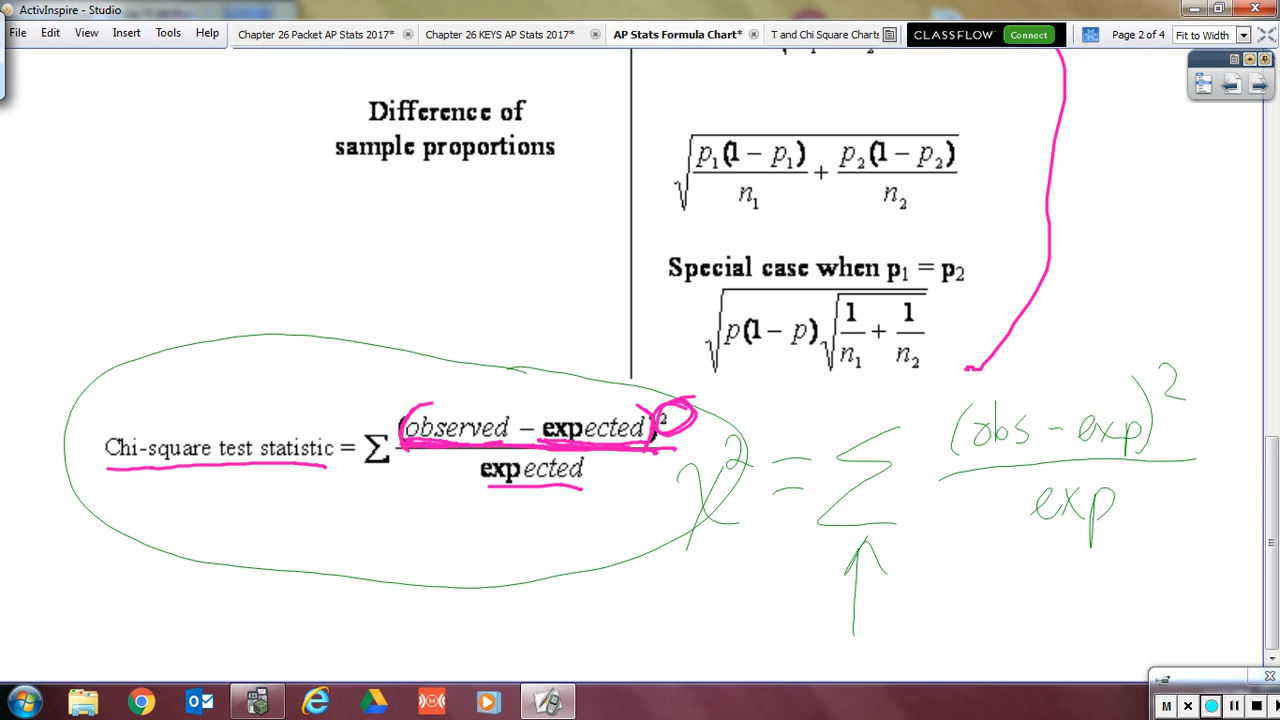 ActivInspire - Studio
File Edit View Insert Tools Help
Chapter 26 Packet AP Stats 2017* Chapter 26 KEYS AP Stats 2017* AP Stats Formula Chart* T and Chi Square Charts CLASSFLOW Connect Page 2 of 4 Fit to Width
Difference of
sample proportions
√(p₁(1 − p₁)/n₁ + p₂(1 − p₂)/n₂)
Special case when p₁ = p₂
√(p(1 − p)) √(1/n₁ + 1/n₂)
Chi-square test statistic = ∑ (observed − expected)²/expected
χ² = ∑ (obs - exp)²/exp
M